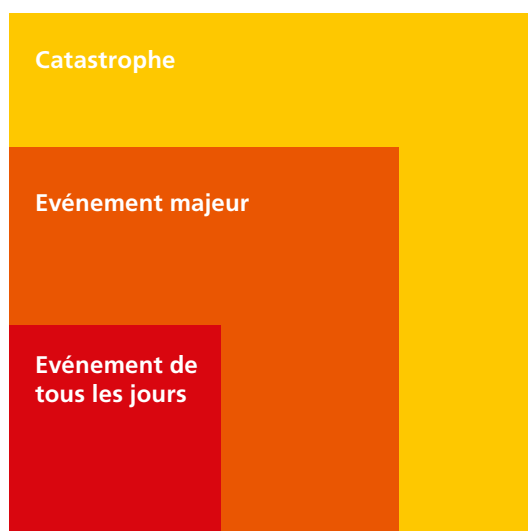 Catastrophe
Evénement majeur
Evénement de
tous les jours